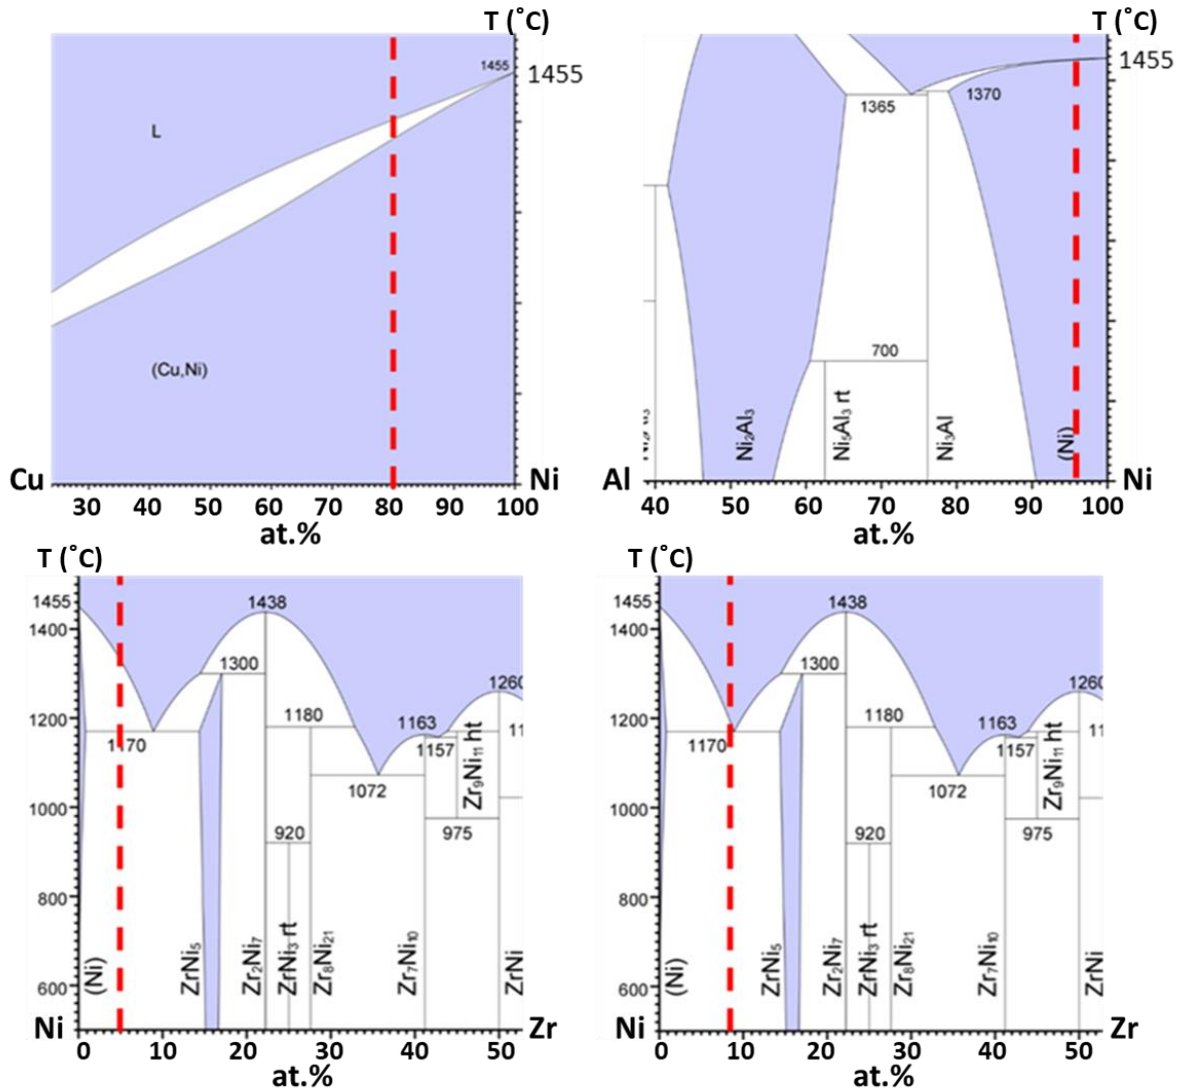 T (˚C)
1455
1455
L
(Cu,Ni)
Cu
Ni
30 40 50 60 70 80 90 100
at.%
T (˚C)
1455
1365
1370
700
Ni₂Al₃
Ni₅Al₃ rt
Ni₃Al
(Ni)
Al
Ni
40 50 60 70 80 90 100
at.%
T (˚C)
1455
1438
1400
1300
1260
1200
1180
1163
1170
1157
1072
1000
975
920
800
600
(Ni)
ZrNi₅
Zr₂Ni₇
ZrNi₃ rt
Zr₈Ni₂₁
Zr₇Ni₁₀
Zr₉Ni₁₁ ht
ZrNi
Ni
Zr
0 10 20 30 40 50
at.%
T (˚C)
1455
1438
1400
1300
1260
1200
1180
1163
1170
1157
1072
1000
975
920
800
600
(Ni)
ZrNi₅
Zr₂Ni₇
ZrNi₃ rt
Zr₈Ni₂₁
Zr₇Ni₁₀
Zr₉Ni₁₁ ht
ZrNi
Ni
Zr
0 10 20 30 40 50
at.%